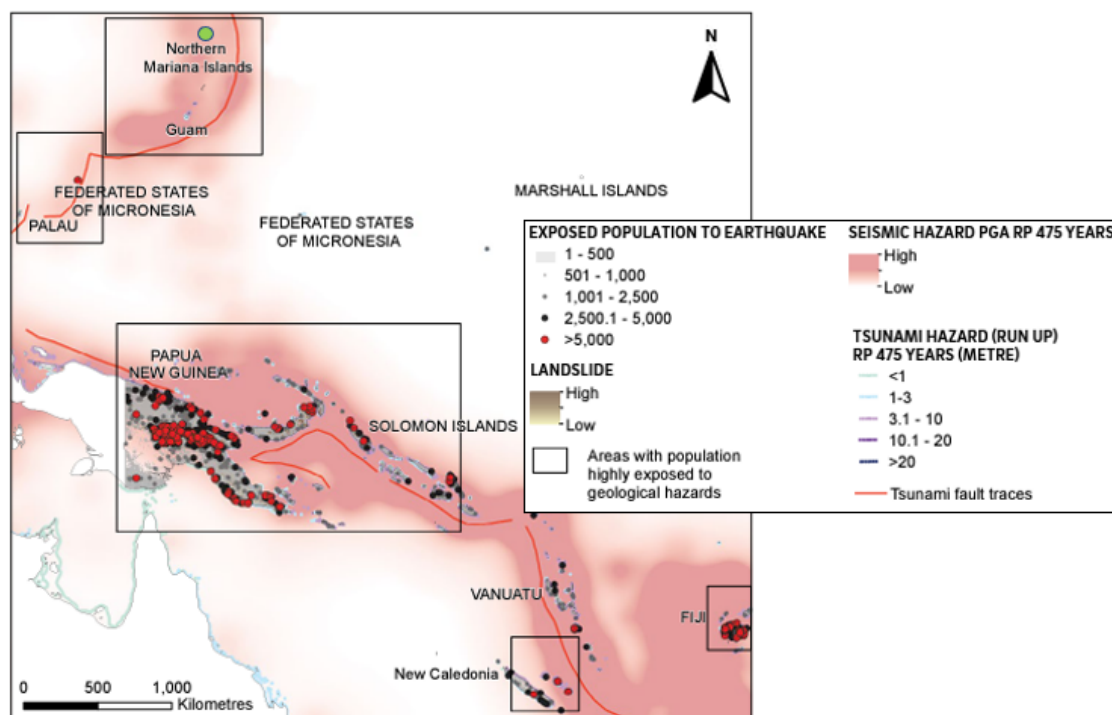 N
Northern
Mariana Islands
Guam
FEDERATED STATES
OF MICRONESIA
PALAU
MARSHALL ISLANDS
FEDERATED STATES
OF MICRONESIA
EXPOSED POPULATION TO EARTHQUAKE
1 - 500
501 - 1,000
1,001 - 2,500
2,500.1 - 5,000
>5,000
LANDSLIDE
High
Low
Areas with population
highly exposed to
geological hazards
SEISMIC HAZARD PGA RP 475 YEARS
High
Low
TSUNAMI HAZARD (RUN UP)
RP 475 YEARS (METRE)
<1
1-3
3.1 - 10
10.1 - 20
>20
Tsunami fault traces
PAPUA
NEW GUINEA
SOLOMON ISLANDS
VANUATU
FIJI
New Caledonia
0 500 1,000
Kilometres